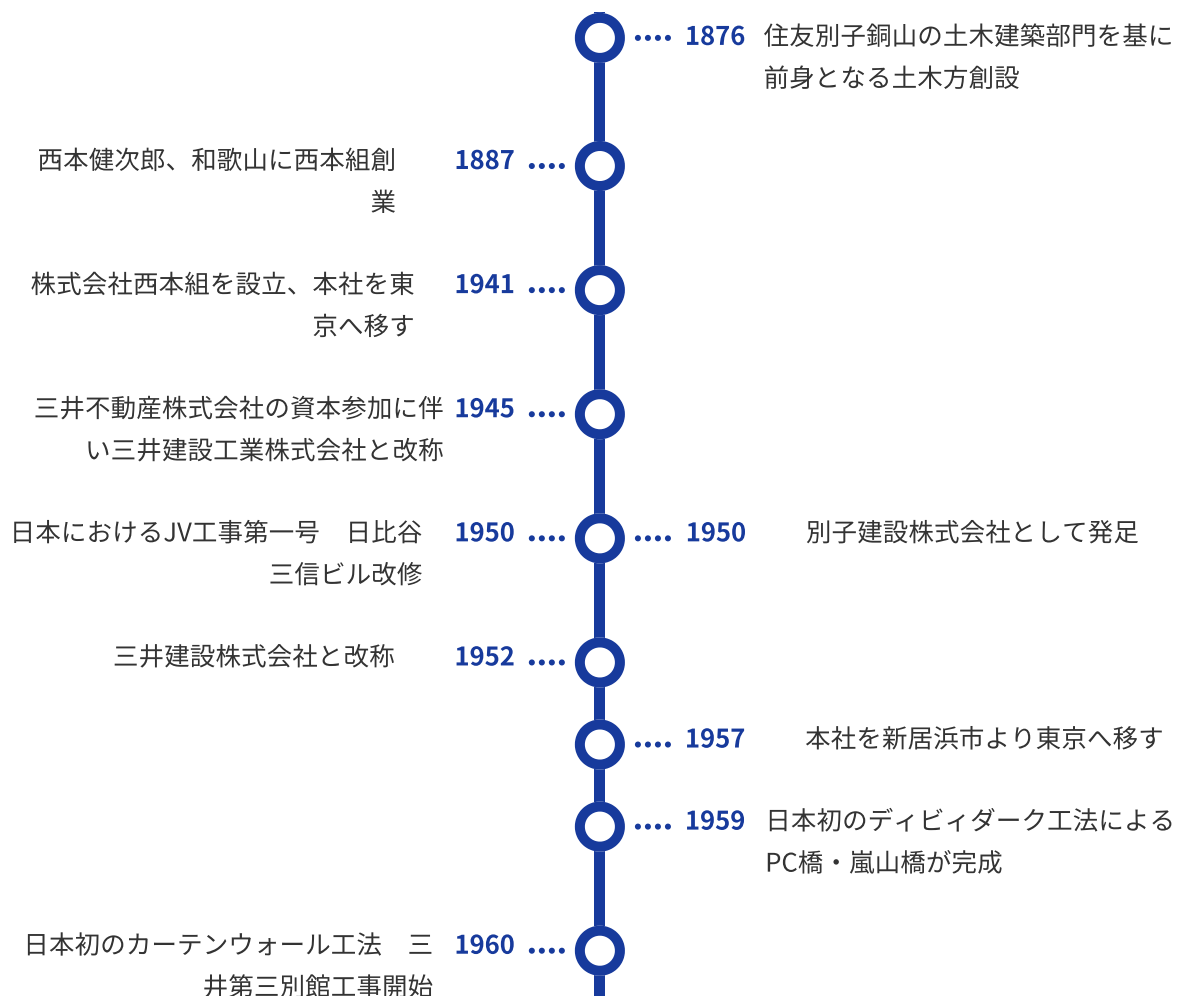 1876 住友別子銅山の土木建築部門を基に
前身となる土木方創設
西本健次郎、和歌山に西本組創 1887
業
株式会社西本組を設立、本社を東 1941
京へ移す
三井不動産株式会社の資本参加に伴 1945
い三井建設工業株式会社と改称
日本におけるJV工事第一号　日比谷 1950
三信ビル改修
1950 別子建設株式会社として発足
三井建設株式会社と改称 1952
1957 本社を新居浜市より東京へ移す
1959 日本初のディビィダーク工法による
PC橋・嵐山橋が完成
日本初のカーテンウォール工法　三 1960
井第三別館工事開始